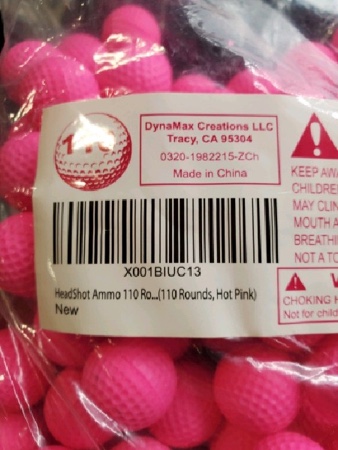 110
DynaMax Creations LLC
Tracy, CA 95304
0320-1982215-ZCh
Made in China
KEEP AWA
CHILDRE
MAY CLIN
MOUTH A
BREATHI
NOT A TO
X001BIUC13
HeadShot Ammo 110 Ro...(110 Rounds, Hot Pink)
New
W
CHOKING H
Not for child